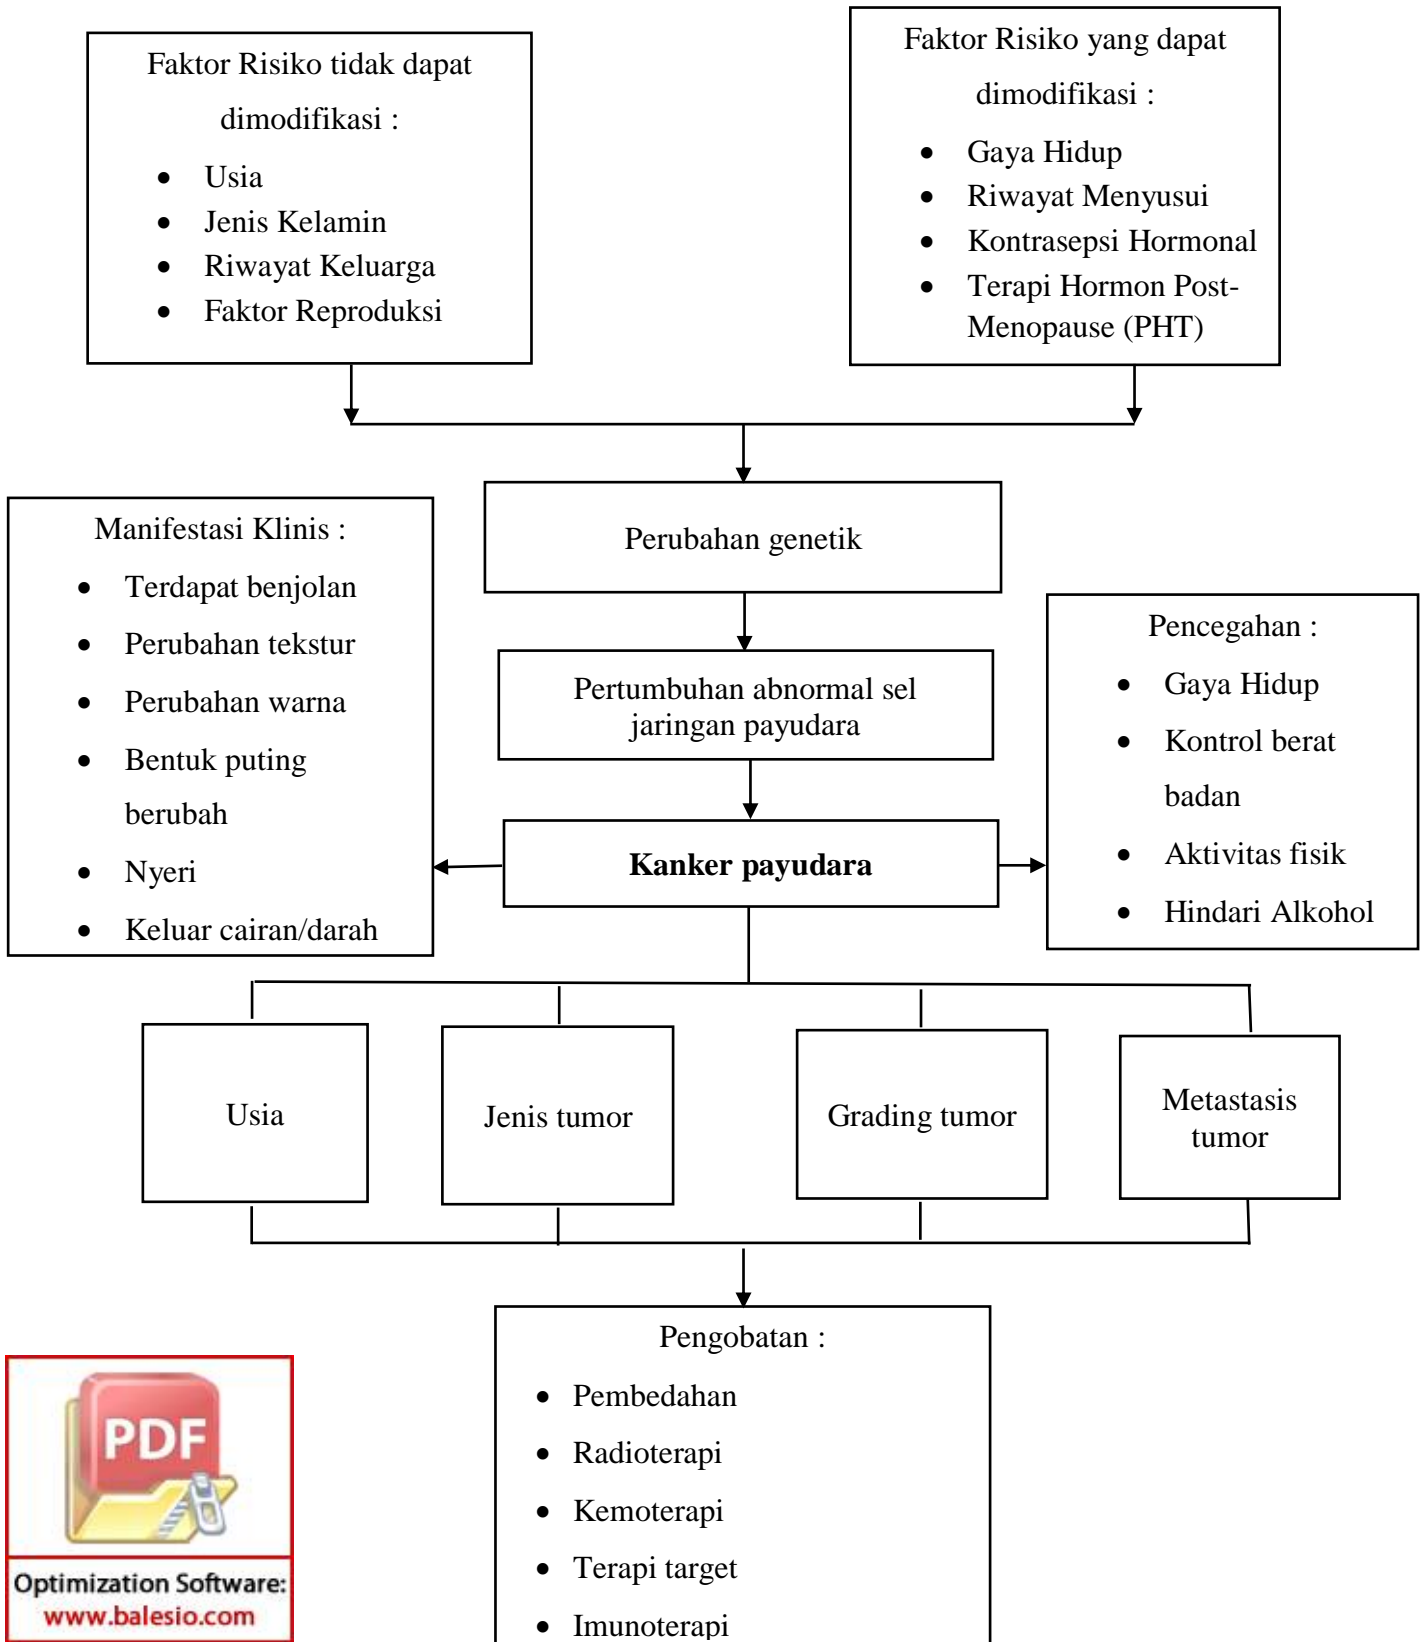 Faktor Risiko tidak dapat
dimodifikasi :
• Usia
• Jenis Kelamin
• Riwayat Keluarga
• Faktor Reproduksi
Faktor Risiko yang dapat
dimodifikasi :
• Gaya Hidup
• Riwayat Menyusui
• Kontrasepsi Hormonal
• Terapi Hormon Post-
Menopause (PHT)
Perubahan genetik
Manifestasi Klinis :
• Terdapat benjolan
• Perubahan tekstur
• Perubahan warna
• Bentuk puting
berubah
• Nyeri
• Keluar cairan/darah
Pertumbuhan abnormal sel
jaringan payudara
Pencegahan :
• Gaya Hidup
• Kontrol berat
badan
• Aktivitas fisik
• Hindari Alkohol
Kanker payudara
Usia
Jenis tumor
Grading tumor
Metastasis
tumor
Pengobatan :
• Pembedahan
• Radioterapi
• Kemoterapi
• Terapi target
• Imunoterapi
PDF
Optimization Software:
www.balesio.com